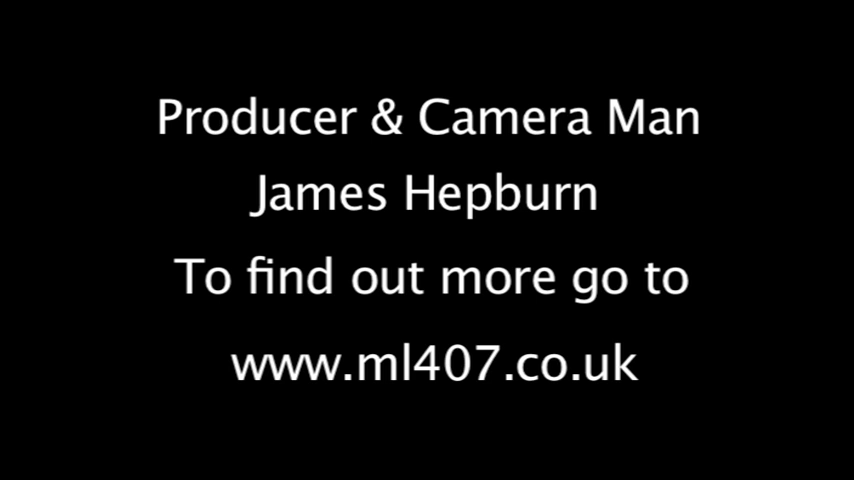 Producer & Camera Man
James Hepburn
To find out more go to
www.ml407.co.uk